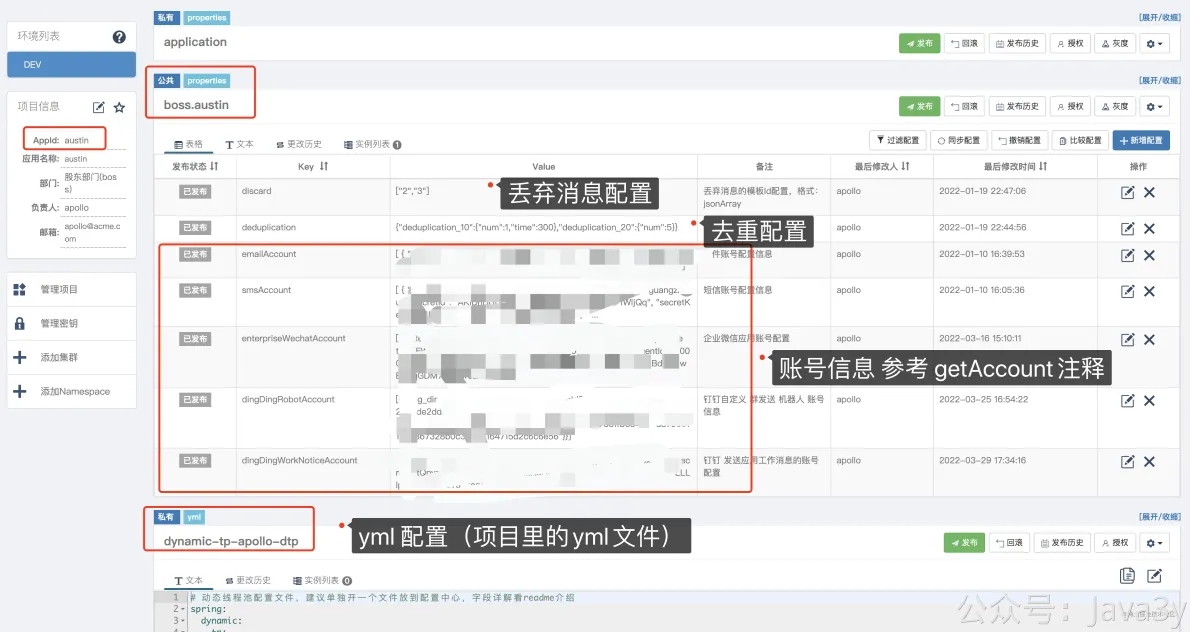 环境列表
DEV
项目信息
AppId: austin
应用名称: austin
部门: 股东部门(bos
s)
负责人: apollo
邮箱: apollo@acme.c
om
管理项目
管理密钥
添加集群
添加Namespace
私有 properties [展开/收缩]
application 发布 回滚 发布历史 授权 灰度
公共 properties [展开/收缩]
boss.austin 发布 回滚 发布历史 授权 灰度
表格 文本 更改历史 实例列表 1 过滤配置 同步配置 撤销配置 比较配置 新增配置
发布状态 Key Value 备注 最后修改人 最后修改时间 操作
已发布 discard ["2","3"] 丢弃消息的模板Id配置，格式： apollo 2022-01-19 22:47:06
jsonArray
丢弃消息配置
已发布 deduplication {"deduplication_10":{"num":1,"time":300},"deduplication_20":{"num":5}} apollo 2022-01-19 22:44:56
去重配置
已发布 emailAccount 件账号配置信息 apollo 2022-01-10 16:39:53
已发布 smsAccount 短信账号配置信息 apollo 2022-01-10 16:05:36
已发布 enterpriseWechatAccount 企业微信应用账号配置 apollo 2022-03-16 15:10:11
账号信息 参考 getAccount 注释
已发布 dingDingRobotAccount 钉钉自定义 群发送 机器人 账号 apollo 2022-03-25 16:54:22
信息
已发布 dingDingWorkNoticeAccount 钉钉 发送应用工作消息的账号 apollo 2022-03-29 17:34:16
配置
私有 yml [展开/收缩]
dynamic-tp-apollo-dtp 发布 回滚 发布历史 授权
yml 配置（项目里的yml文件）
文本 更改历史 实例列表 0
1 # 动态线程池配置文件，建议单独开一个文件放到配置中心，字段详解看readme介绍
2 spring:
3 dynamic:
公众号：Java3y